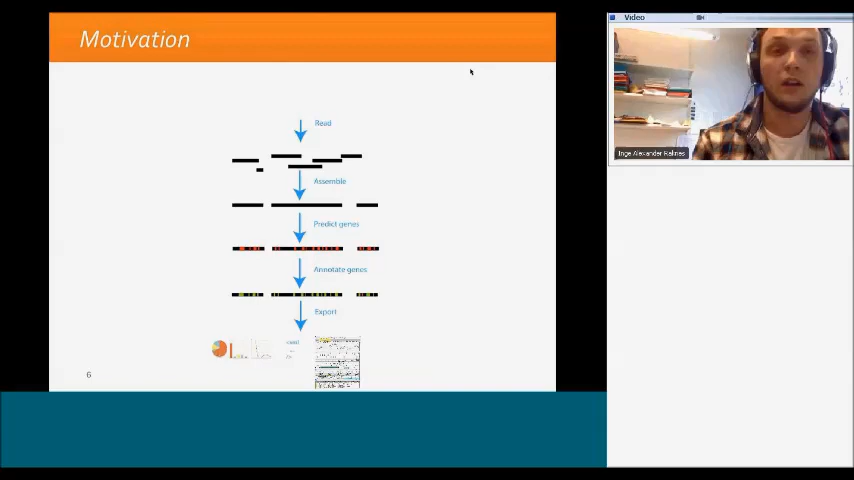 Motivation
Video
Read
Assemble
Predict genes
Annotate genes
Export
6
Inge Alexander Raknes